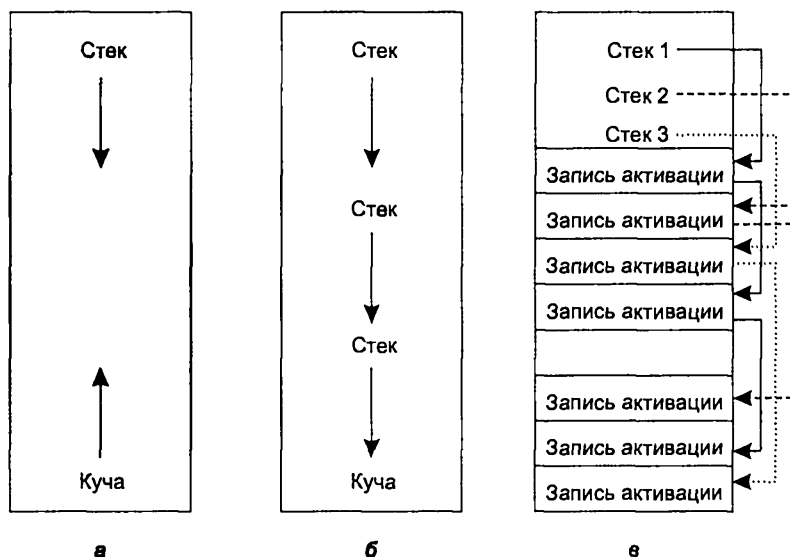 Стек
Куча
а
Стек
Стек
Стек
Куча
б
Стек 1
Стек 2
Стек 3
Запись активации
Запись активации
Запись активации
Запись активации
Запись активации
Запись активации
Запись активации
в